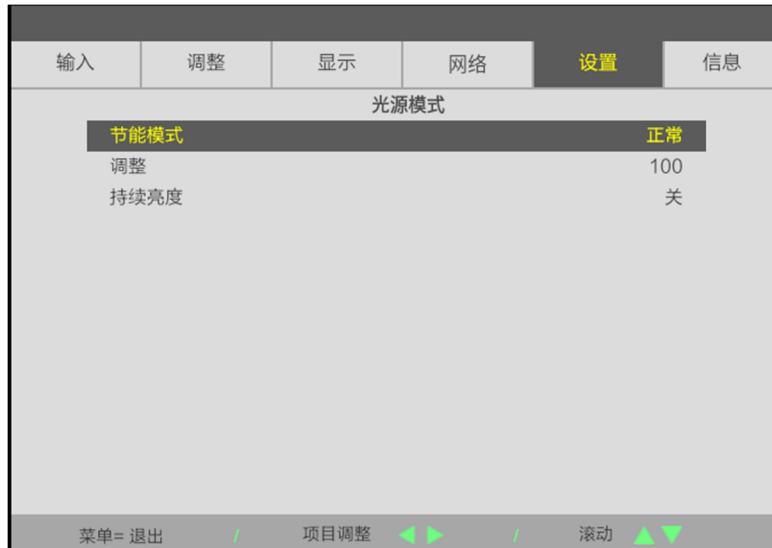 输入 调整 显示 网络 设置 信息
光源模式
节能模式 正常
调整 100
持续亮度 关
菜单= 退出 / 项目调整 ◀ ▶ / 滚动 ▲▼